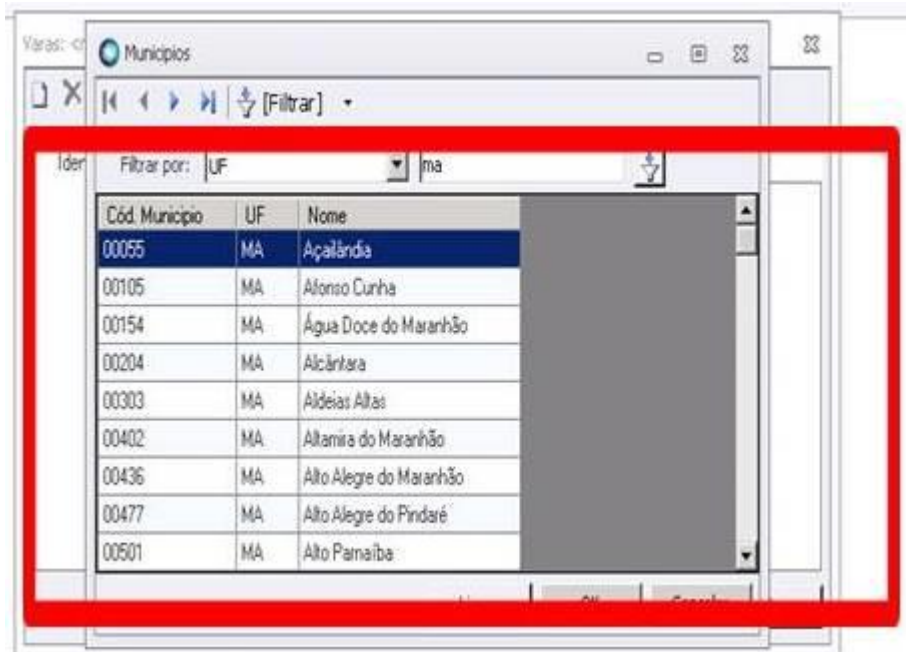 Varas:
Municipios
[Filtrar]
Filtrar por: UF ma
Cód. Municipio UF Nome
00055 MA Açailândia
00105 MA Afonso Cunha
00154 MA Água Doce do Maranhão
00204 MA Alcântara
00303 MA Aldeias Altas
00402 MA Altamira do Maranhão
00436 MA Alto Alegre do Maranhão
00477 MA Alto Alegre do Pindaré
00501 MA Alto Parnaíba